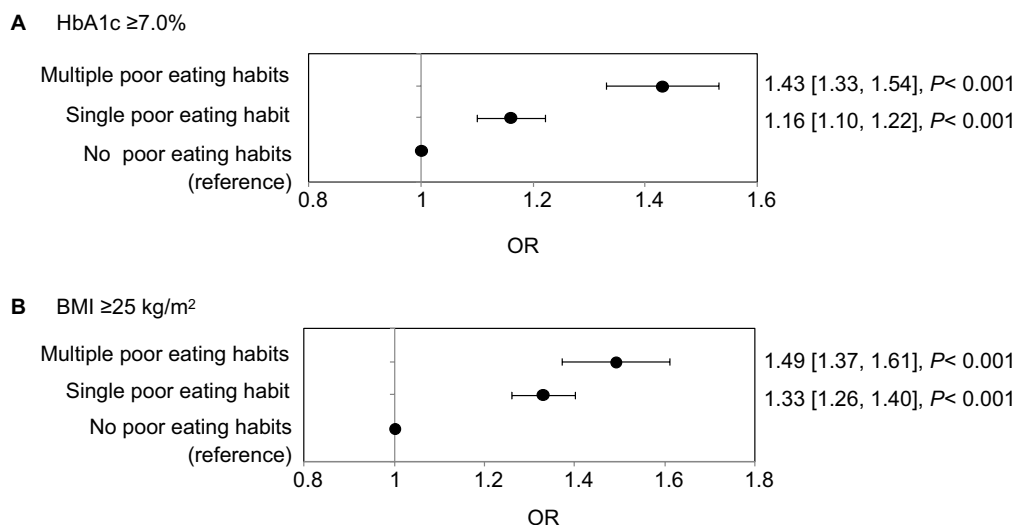 A HbA1c ≥7.0%
Multiple poor eating habits
1.43 [1.33, 1.54], P< 0.001
Single poor eating habit
1.16 [1.10, 1.22], P< 0.001
No poor eating habits
(reference)
0.8 1 1.2 1.4 1.6
OR
B BMI ≥25 kg/m²
Multiple poor eating habits
1.49 [1.37, 1.61], P< 0.001
Single poor eating habit
1.33 [1.26, 1.40], P< 0.001
No poor eating habits
(reference)
0.8 1 1.2 1.4 1.6 1.8
OR